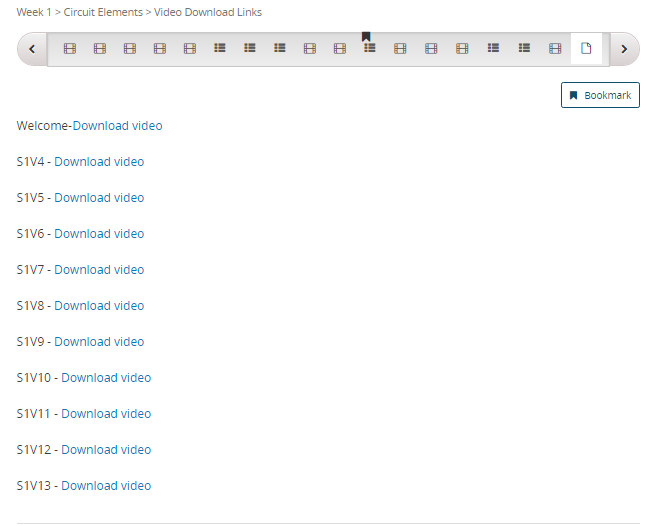 Week 1 > Circuit Elements > Video Download Links
Bookmark
Welcome-Download video
S1V4 - Download video
S1V5 - Download video
S1V6 - Download video
S1V7 - Download video
S1V8 - Download video
S1V9 - Download video
S1V10 - Download video
S1V11 - Download video
S1V12 - Download video
S1V13 - Download video